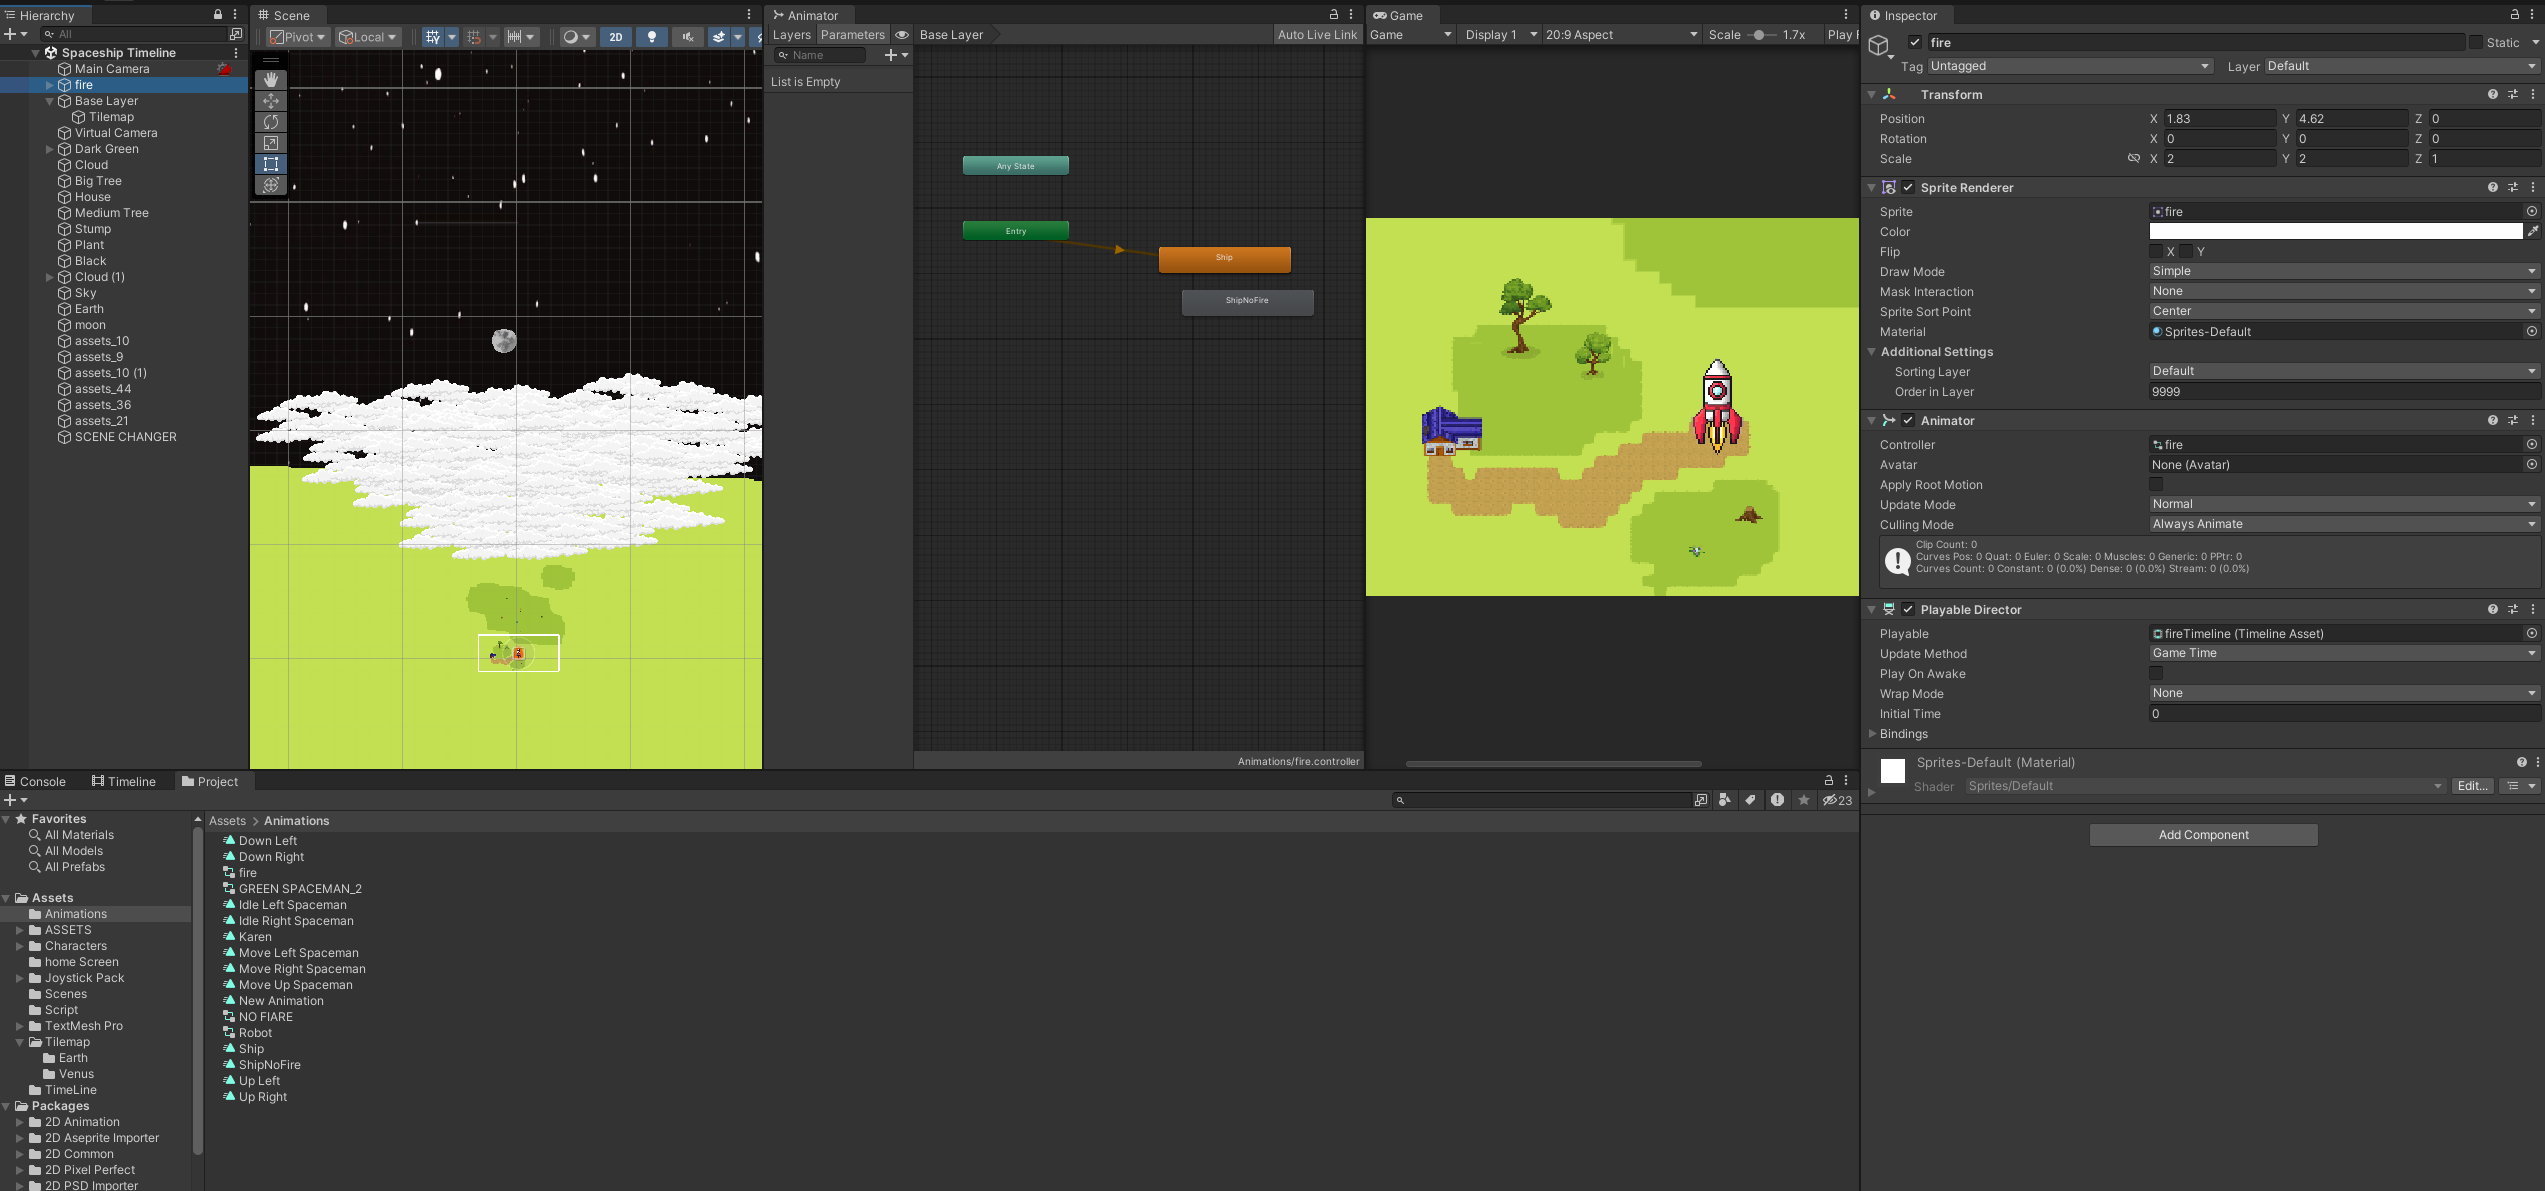 Hierarchy
All
Spaceship Timeline
Main Camera
fire
Base Layer
Tilemap
Virtual Camera
Dark Green
Cloud
Big Tree
House
Medium Tree
Stump
Plant
Black
Cloud (1)
Sky
Earth
moon
assets_10
assets_9
assets_10 (1)
assets_44
assets_36
assets_21
SCENE CHANGER
Scene
Pivot
Local
2D
Animator
Layers
Parameters
Base Layer
Auto Live Link
Name
List is Empty
Any State
Entry
Ship
ShipNoFire
Animations/fire.controller
Game
Game
Display 1
20:9 Aspect
Scale
1.7x
Play F
Inspector
fire
Static
Tag
Untagged
Layer
Default
Transform
Position
X 1.83
Y 4.62
Z 0
Rotation
X 0
Y 0
Z 0
Scale
X 2
Y 2
Z 1
Sprite Renderer
Sprite
fire
Color
Flip
X
Y
Draw Mode
Simple
Mask Interaction
None
Sprite Sort Point
Center
Material
Sprites-Default
Additional Settings
Sorting Layer
Default
Order in Layer
9999
Animator
Controller
fire
Avatar
None (Avatar)
Apply Root Motion
Update Mode
Normal
Culling Mode
Always Animate
Clip Count: 0
Curves Pos: 0 Quat: 0 Euler: 0 Scale: 0 Muscles: 0 Generic: 0 PPtr: 0
Curves Count: 0 Constant: 0 (0.0%) Dense: 0 (0.0%) Stream: 0 (0.0%)
Playable Director
Playable
fireTimeline (Timeline Asset)
Update Method
Game Time
Play On Awake
Wrap Mode
None
Initial Time
0
Bindings
Sprites-Default (Material)
Shader
Sprites/Default
Edit...
Add Component
Console
Timeline
Project
23
Favorites
All Materials
All Models
All Prefabs
Assets
Animations
ASSETS
Characters
home Screen
Joystick Pack
Scenes
Script
TextMesh Pro
Tilemap
Earth
Venus
TimeLine
Packages
2D Animation
2D Aseprite Importer
2D Common
2D Pixel Perfect
2D PSD Importer
Assets > Animations
Down Left
Down Right
fire
GREEN SPACEMAN_2
Idle Left Spaceman
Idle Right Spaceman
Karen
Move Left Spaceman
Move Right Spaceman
Move Up Spaceman
New Animation
NO FIARE
Robot
Ship
ShipNoFire
Up Left
Up Right